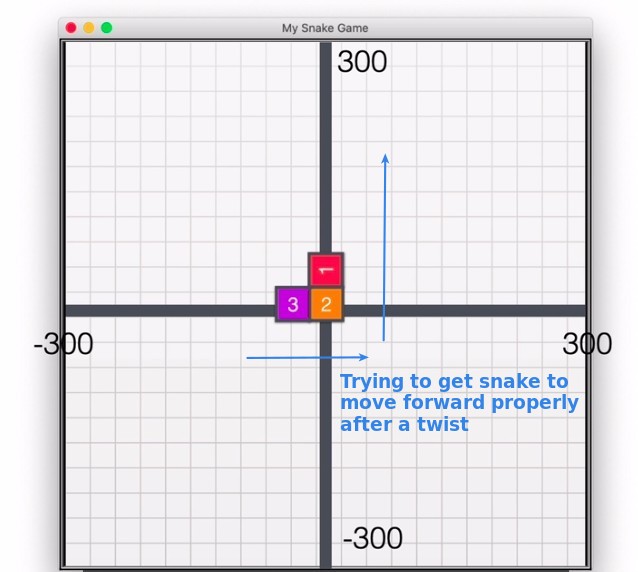 My Snake Game
300
1
3 2
-300 300
Trying to get snake to
move forward properly
after a twist
-300